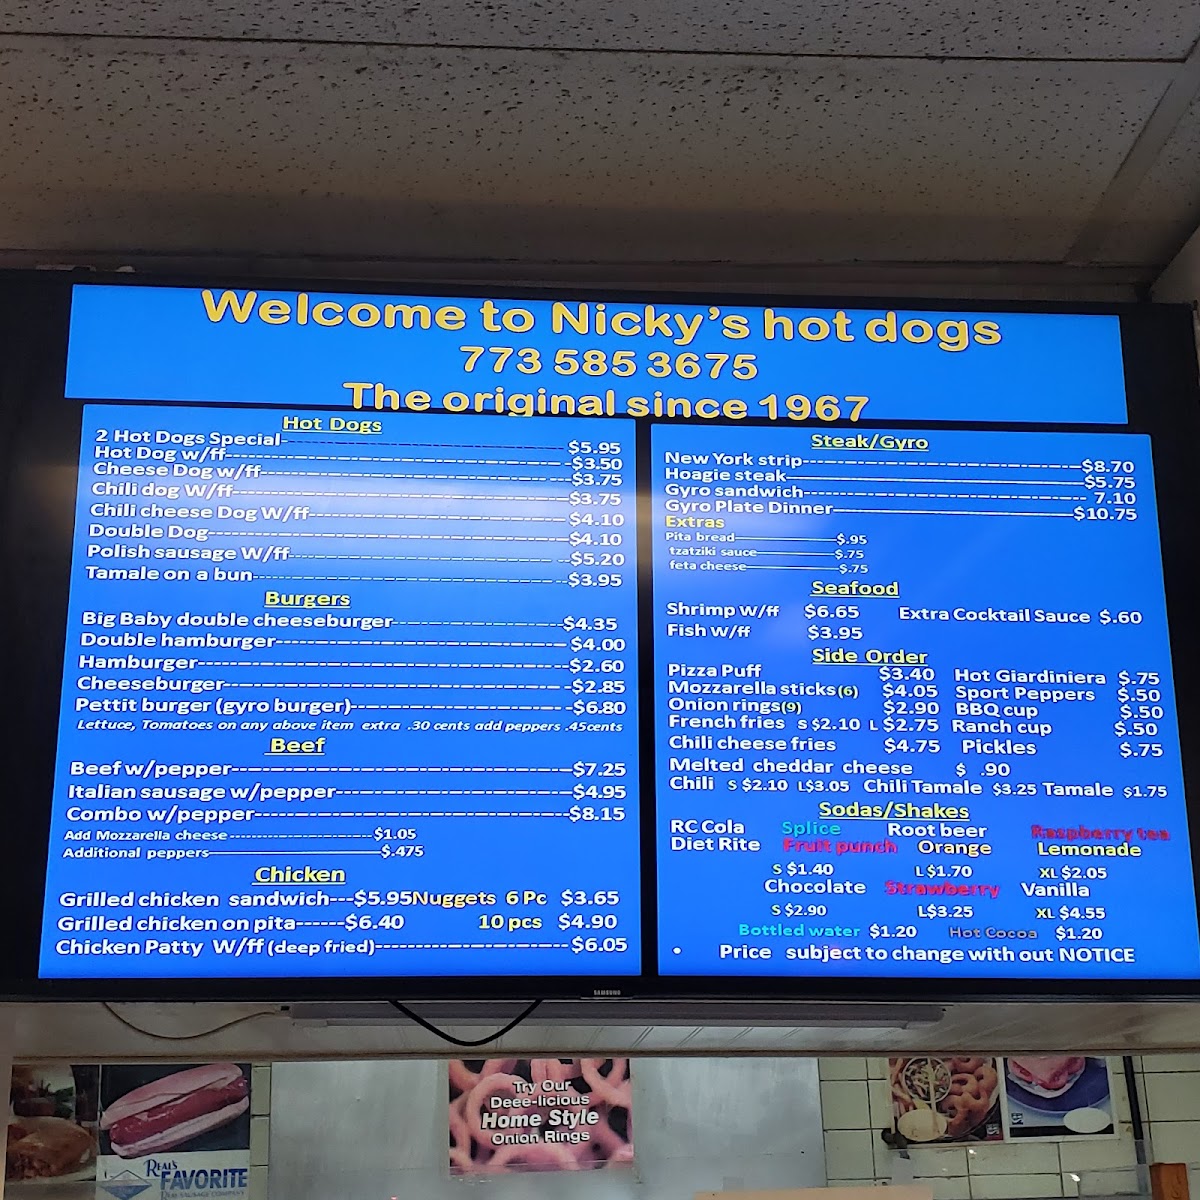 Welcome to Nicky's hot dogs
773 585 3675
The original since 1967
Hot Dogs
2 Hot Dogs Special- $5.95
Hot Dog w/ff- -$3.50
Cheese Dog w/ff- --$3.75
Chili dog W/ff- $3.75
Chili cheese Dog W/ff- --$4.10
Double Dog- --$4.10
Polish sausage W/ff- --$5.20
Tamale on a bun- --$3.95
Burgers
Big Baby double cheeseburger- $4.35
Double hamburger- $4.00
Hamburger- --$2.60
Cheeseburger- -$2.85
Pettit burger (gyro burger)- -$6.80
Lettuce, Tomatoes on any above item extra .30 cents add peppers .45cents
Beef
Beef w/pepper- $7.25
Italian sausage w/pepper- $4.95
Combo w/pepper- $8.15
Add Mozzarella cheese - $1.05
Additional peppers- $.475
Chicken
Grilled chicken sandwich---$5.95 Nuggets 6 Pc $3.65
Grilled chicken on pita------$6.40 10 pcs $4.90
Chicken Patty W/ff (deep fried)- $6.05
Steak/Gyro
New York strip- $8.70
Hoagie steak- $5.75
Gyro sandwich- 7.10
Gyro Plate Dinner- $10.75
Extras
Pita bread- $.95
tzatziki sauce- $.75
feta cheese- $.75
Seafood
Shrimp w/ff $6.65 Extra Cocktail Sauce $.60
Fish w/ff $3.95
Side Order
Pizza Puff $3.40 Hot Giardiniera $.75
Mozzarella sticks(6) $4.05 Sport Peppers $.50
Onion rings(9) $2.90 BBQ cup $.50
French fries S $2.10 L $2.75 Ranch cup $.50
Chili cheese fries $4.75 Pickles $.75
Melted cheddar cheese $ .90
Chili S $2.10 L$3.05 Chili Tamale $3.25 Tamale $1.75
Sodas/Shakes
RC Cola Splice Root beer Raspberry tea
Diet Rite Fruit punch Orange Lemonade
S $1.40 L $1.70 XL $2.05
Chocolate Strawberry Vanilla
S $2.90 L$3.25 XL $4.55
Bottled water $1.20 Hot Cocoa $1.20
• Price subject to change with out NOTICE
SAMSUNG
Try Our
Deee-licious
Home Style
Onion Rings
REAL'S
FAVORITE